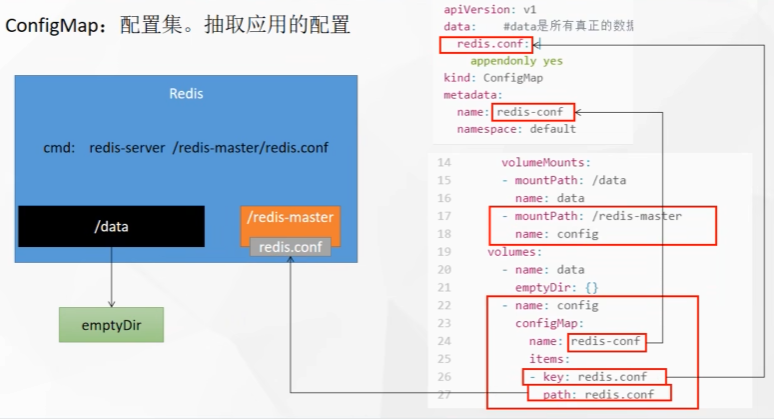 ConfigMap：配置集。抽取应用的配置
Redis
cmd: redis-server /redis-master/redis.conf
/data
/redis-master
redis.conf
emptyDir
apiVersion: v1
data: #data是所有真正的数据
redis.conf:
appendonly yes
kind: ConfigMap
metadata:
name: redis-conf
namespace: default
14 volumeMounts:
15 - mountPath: /data
16 name: data
17 - mountPath: /redis-master
18 name: config
19 volumes:
20 - name: data
21 emptyDir: {}
22 - name: config
23 configMap:
24 name: redis-conf
25 items:
26 - key: redis.conf
27 path: redis.conf